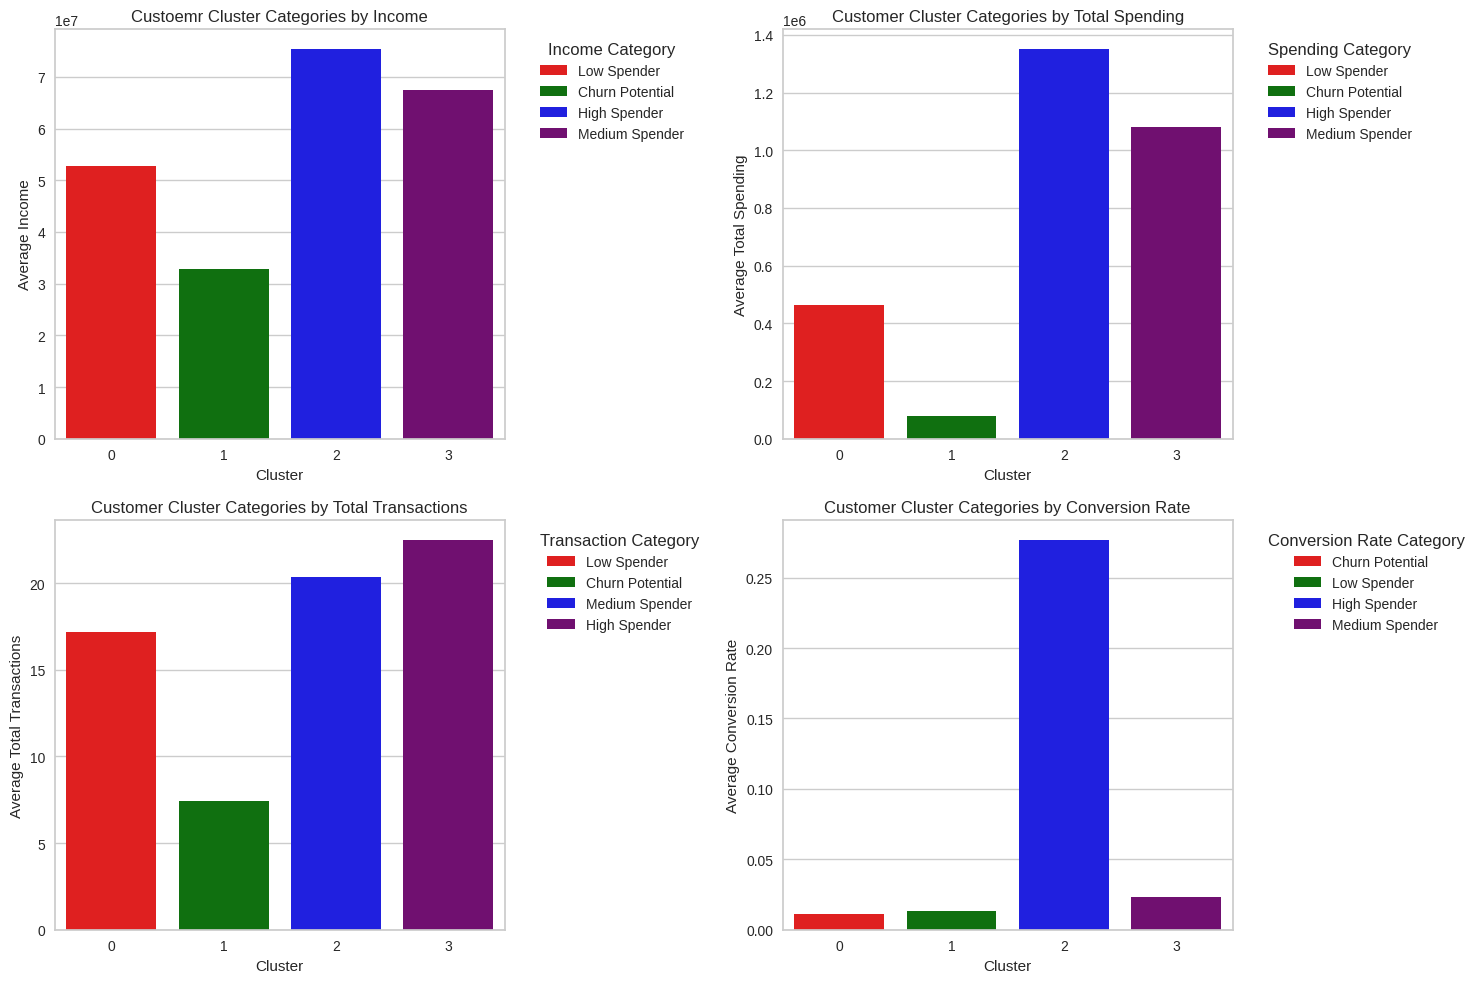 Custoemr Cluster Categories by Income
1e7
Average Income
7
6
5
4
3
2
1
0
0 1 2 3
Cluster
Income Category
Low Spender
Churn Potential
High Spender
Medium Spender
Customer Cluster Categories by Total Spending
1e6
Average Total Spending
1.4
1.2
1.0
0.8
0.6
0.4
0.2
0.0
0 1 2 3
Cluster
Spending Category
Low Spender
Churn Potential
High Spender
Medium Spender
Customer Cluster Categories by Total Transactions
Average Total Transactions
20
15
10
5
0
0 1 2 3
Cluster
Transaction Category
Low Spender
Churn Potential
Medium Spender
High Spender
Customer Cluster Categories by Conversion Rate
Average Conversion Rate
0.25
0.20
0.15
0.10
0.05
0.00
0 1 2 3
Cluster
Conversion Rate Category
Churn Potential
Low Spender
High Spender
Medium Spender